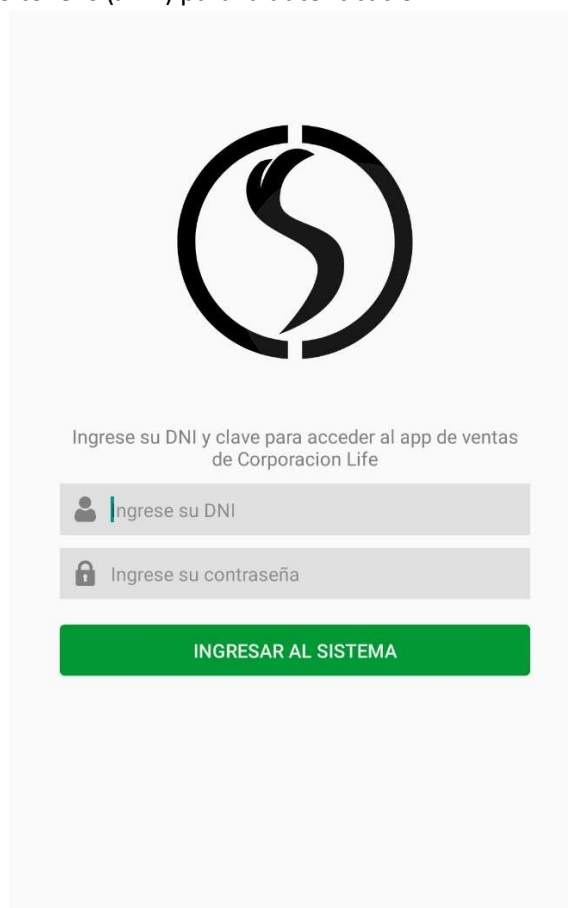 Ingrese su DNI y clave para acceder al app de ventas
de Corporacion Life
Ingrese su DNI
Ingrese su contraseña
INGRESAR AL SISTEMA